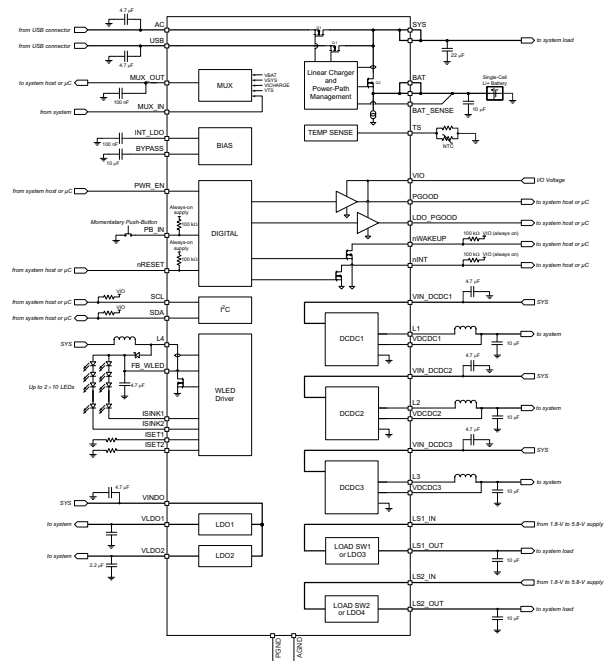 4.7 µF
AC
from USB connector
USB
from USB connector
4.7 µF
Q1
Q1
Q2
SYS
to system load
22 µF
MUX_OUT
to system host or µC
100 nF
MUX_IN
from system
MUX
VBAT
VSYS
VICHARGE
VTS
Linear Charger
and
Power-Path
Management
BAT
Single-Cell
Li+ Battery
10 µF
BAT_SENSE
TEMP SENSE
TS
NTC
INT_LDO
100 nF
BYPASS
10 µF
BIAS
VIO
I/O Voltage
PWR_EN
from system host or µC
PGOOD
to system host or µC
LDO_PGOOD
to system host or µC
Always-on
supply
100 kΩ
Momentatary Push-Button
PB_IN
Always-on
supply
100 kΩ
DIGITAL
nRESET
from system host or µC
nWAKEUP
100 kΩ
VIO (always on)
to system host or µC
nINT
100 kΩ
VIO (always on)
to system host or µC
VIO
SCL
from system host or µC
VIO
SDA
from system host or µC
I²C
VIN_DCDC1
4.7 µF
SYS
DCDC1
L1
to system
VDCDC1
10 µF
SYS
L4
FB_WLED
4.7 µF
WLED
Driver
Up to 2 × 10 LEDs
ISINK1
ISINK2
ISET1
ISET2
VIN_DCDC2
4.7 µF
SYS
DCDC2
L2
to system
VDCDC2
10 µF
VIN_DCDC3
4.7 µF
SYS
DCDC3
L3
to system
VDCDC3
10 µF
4.7 µF
SYS
VINDO
VLDO1
to system
LDO1
VLDO2
to system
2.2 µF
LDO2
LS1_IN
from 1.8-V to 5.8-V supply
LOAD SW1
or LDO3
LS1_OUT
to system load
10 µF
LS2_IN
from 1.8-V to 5.8-V supply
LOAD SW2
or LDO4
LS2_OUT
to system load
10 µF
PGND
AGND